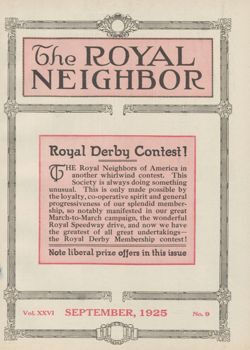 The ROYAL
NEIGHBOR
Royal Derby Contest!
THE Royal Neighbors of America in
another whirlwind contest. This
Society is always doing something
unusual. This is only made possible by
the loyalty, co-operative spirit and general
progressiveness of our splendid member-
ship, so notably manifested in our great
March-to-March campaign, the wonderful
Royal Speedway drive, and now we have
the greatest of all great undertakings—
the Royal Derby Membership contest!
Note liberal prize offers in this issue
Vol. XXVI SEPTEMBER, 1925 No. 9